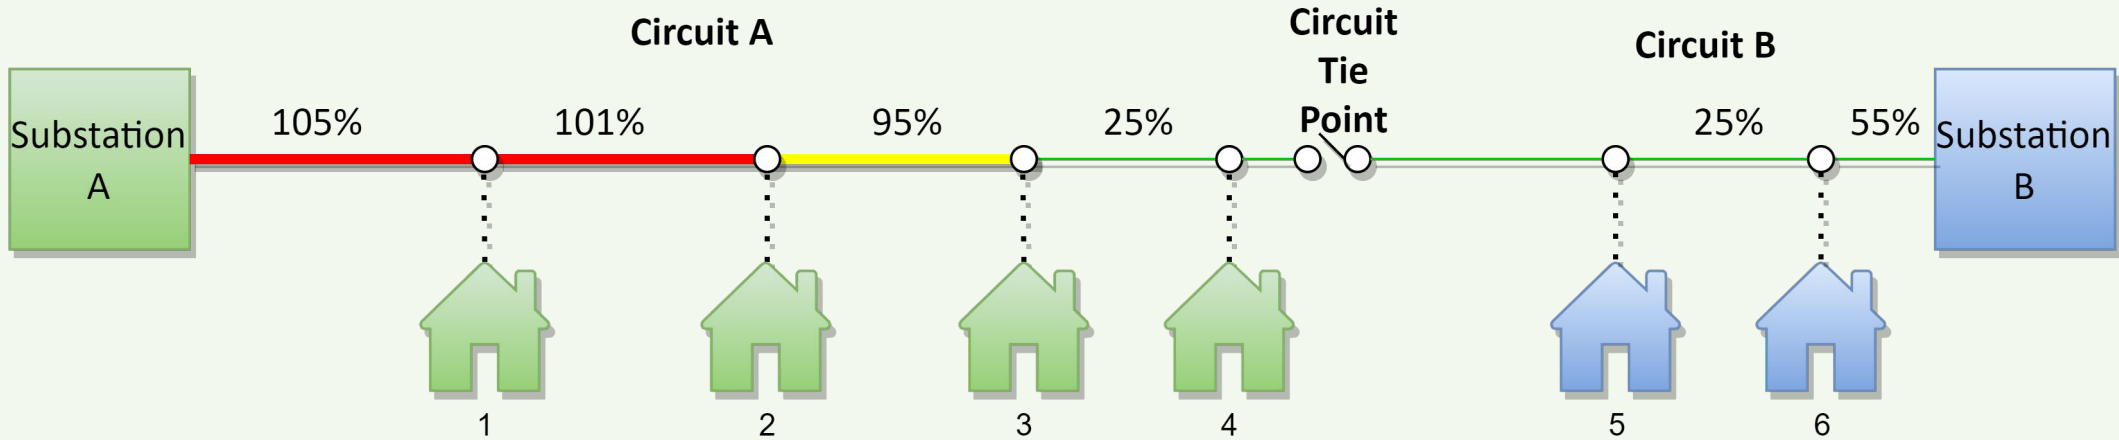 Circuit A
Circuit
Tie
Point
Circuit B
Substation
A
105%
101%
95%
25%
25%
55%
Substation
B
1
2
3
4
5
6